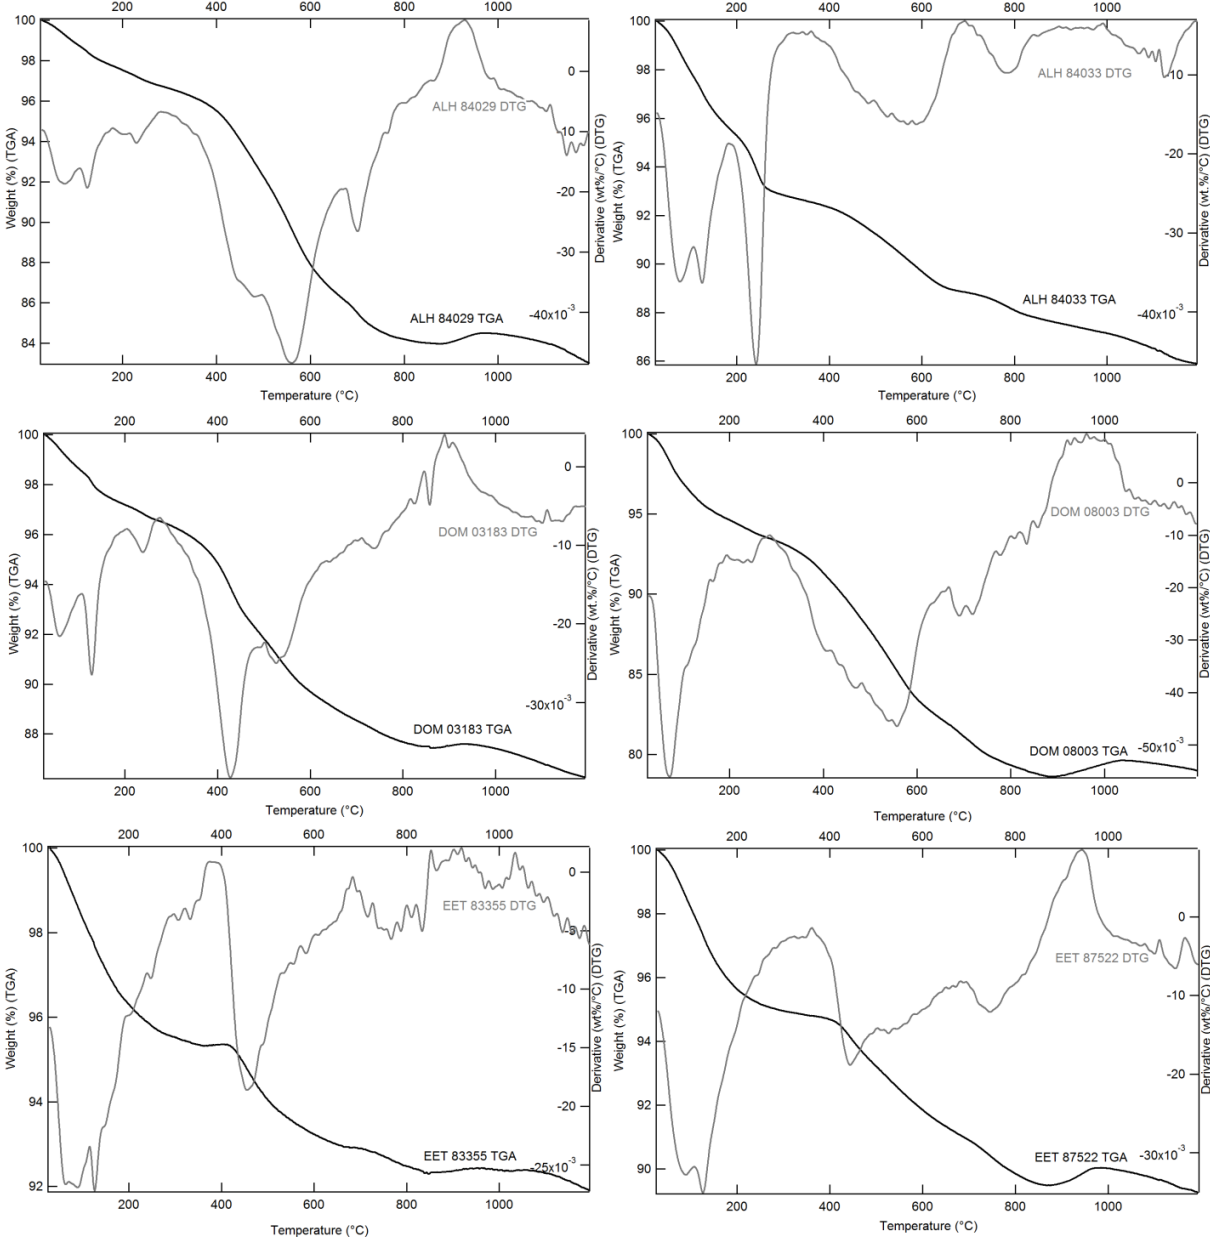 200 400 600 800 1000
100
98
96
94
92
90
88
86
84
Weight (%) (TGA)
ALH 84029 DTG
ALH 84029 TGA
0
-10
-20
-30
-40x10-3
Derivative (wt%/°C) (DTG)
200 400 600 800 1000
Temperature (°C)
200 400 600 800 1000
100
98
96
94
92
90
88
86
Weight (%) (TGA)
ALH 84033 DTG
ALH 84033 TGA
-10
-20
-30
-40x10-3
Derivative (wt.%/°C) (DTG)
200 400 600 800 1000
Temperature (°C)
200 400 600 800 1000
100
98
96
94
92
90
88
Weight (%) (TGA)
DOM 03183 DTG
DOM 03183 TGA
0
-10
-20
-30x10-3
Derivative (wt.%/°C) (DTG)
200 400 600 800 1000
Temperature (°C)
200 400 600 800 1000
100
95
90
85
80
Weight (%) (TGA)
DOM 08003 DTG
DOM 08003 TGA
0
-10
-20
-30
-40
-50x10-3
Derivative (wt%/°C) (DTG)
200 400 600 800 1000
Temperature (°C)
200 400 600 800 1000
100
98
96
94
92
Weight (%) (TGA)
EET 83355 DTG
EET 83355 TGA
0
-5
-10
-15
-20
-25x10-3
Derivative (wt%/°C) (DTG)
200 400 600 800 1000
Temperature (°C)
200 400 600 800 1000
100
98
96
94
92
90
Weight (%) (TGA)
EET 87522 DTG
EET 87522 TGA
0
-10
-20
-30x10-3
Derivative (wt%/°C) (DTG)
200 400 600 800 1000
Temperature (°C)